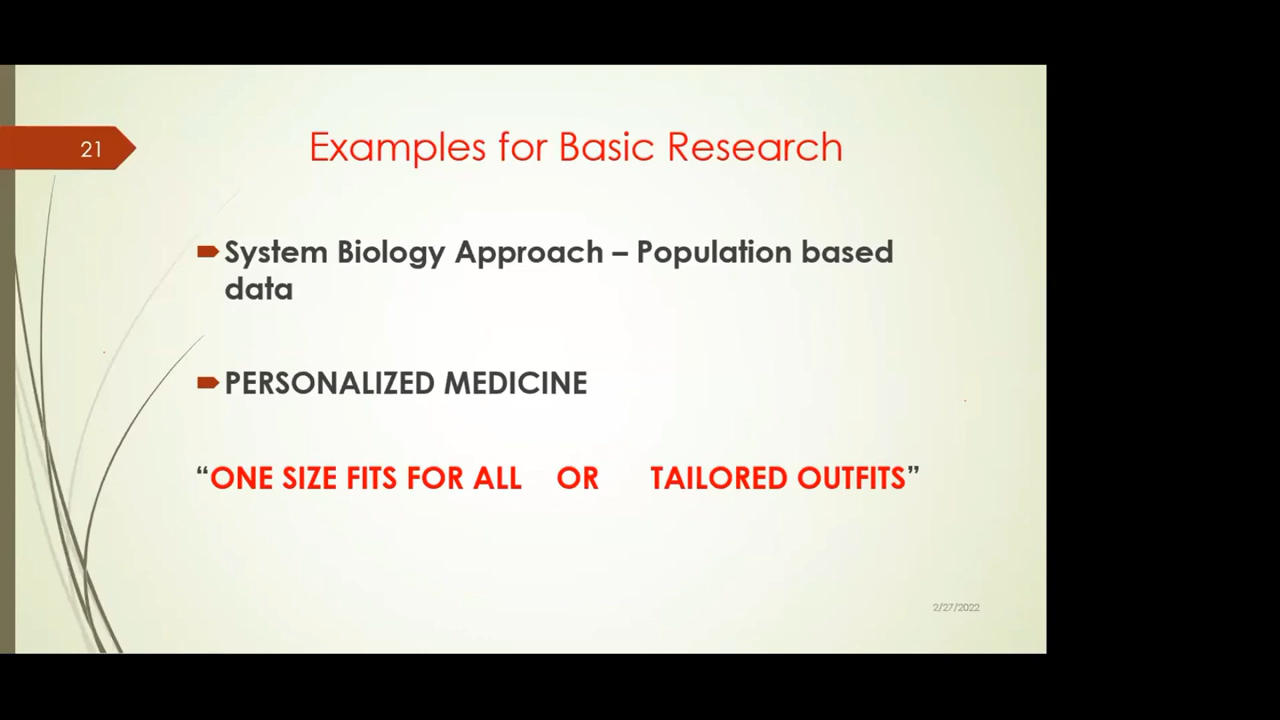 21
Examples for Basic Research
System Biology Approach – Population based
data
PERSONALIZED MEDICINE
“ONE SIZE FITS FOR ALL OR TAILORED OUTFITS”
2/27/2022